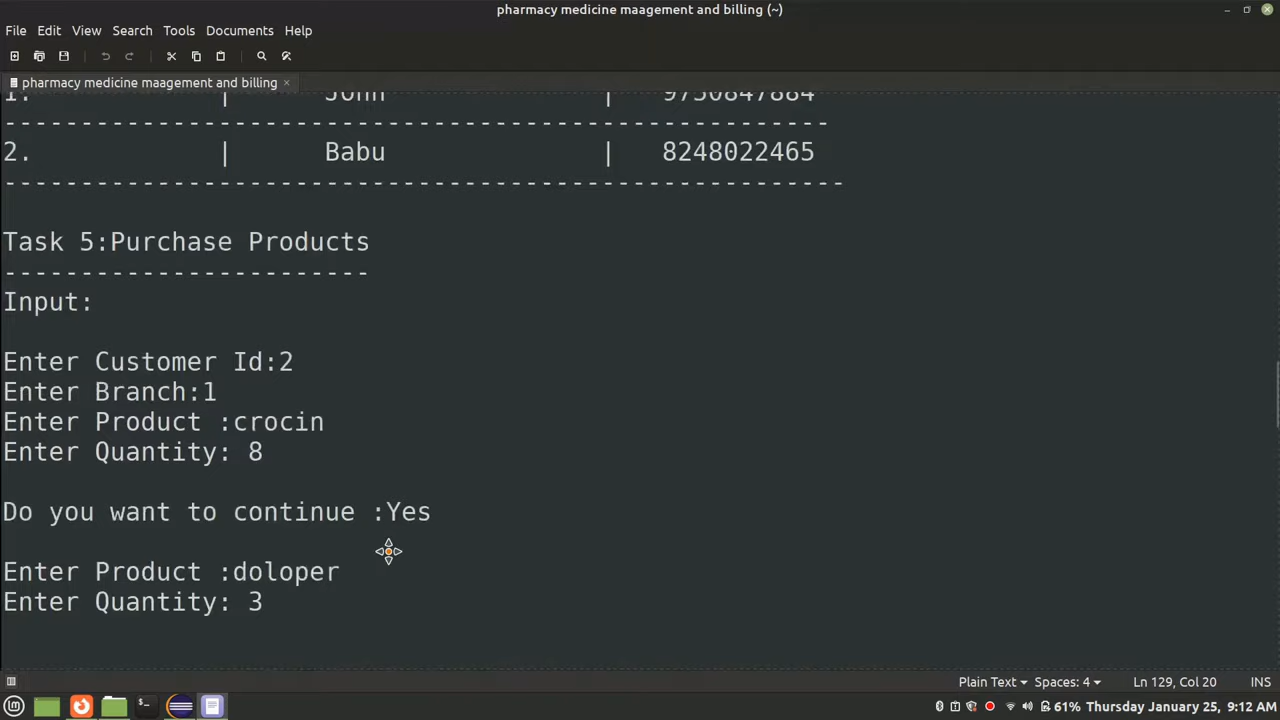 pharmacy medicine maagement and billing (~)
File Edit View Search Tools Documents Help
pharmacy medicine maagement and billing ×
1. | John | 9750847884
------------------------------------------------------
2. | Babu | 8248022465
-------------------------------------------------------
Task 5:Purchase Products
------------------------
Input:
Enter Customer Id:2
Enter Branch:1
Enter Product :crocin
Enter Quantity: 8
Do you want to continue :Yes
Enter Product :doloper
Enter Quantity: 3
Plain Text Spaces: 4 Ln 129, Col 20 INS
61% Thursday January 25, 9:12 AM